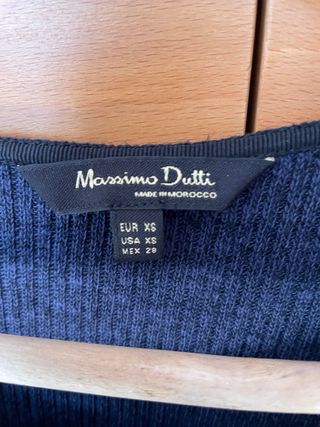 Massimo Dutti
MADE IN MOROCCO
EUR XS
USA XS
MEX 28